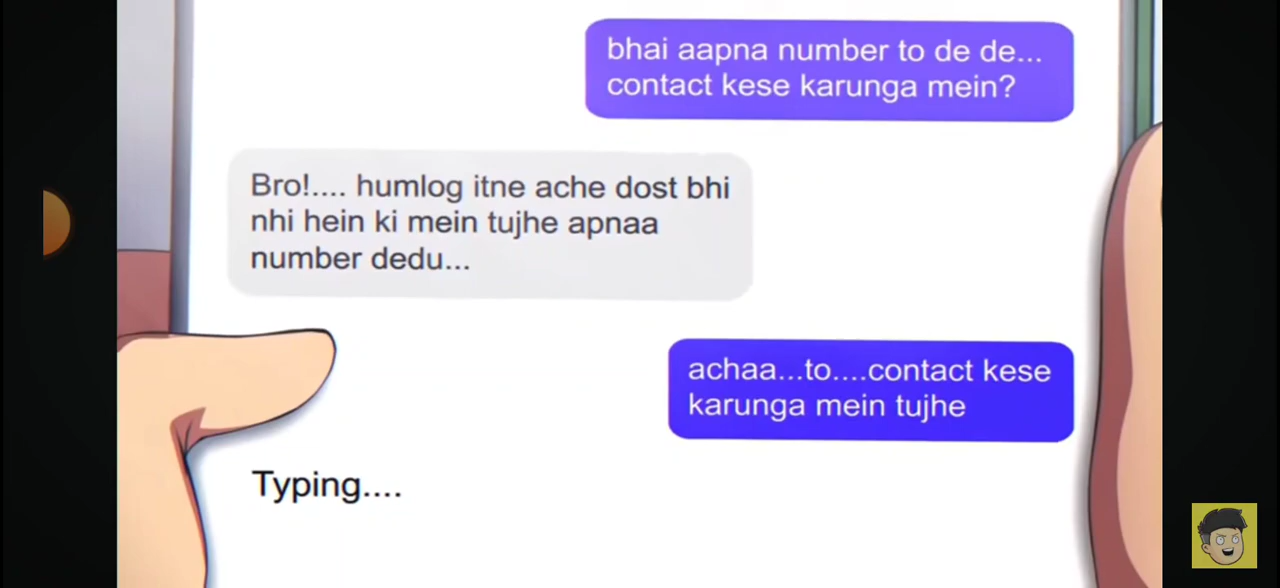 bhai aapna number to de de...
contact kese karunga mein?
Bro!.... humlog itne ache dost bhi
nhi hein ki mein tujhe apnaa
number dedu...
achaa...to....contact kese
karunga mein tujhe
Typing....